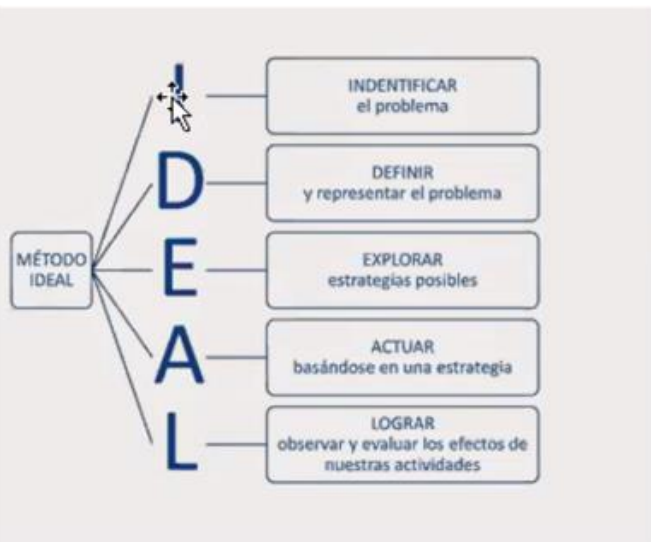 MÉTODO
IDEAL
I
INDENTIFICAR
el problema
D
DEFINIR
y representar el problema
E
EXPLORAR
estrategias posibles
A
ACTUAR
basándose en una estrategia
L
LOGRAR
observar y evaluar los efectos de
nuestras actividades